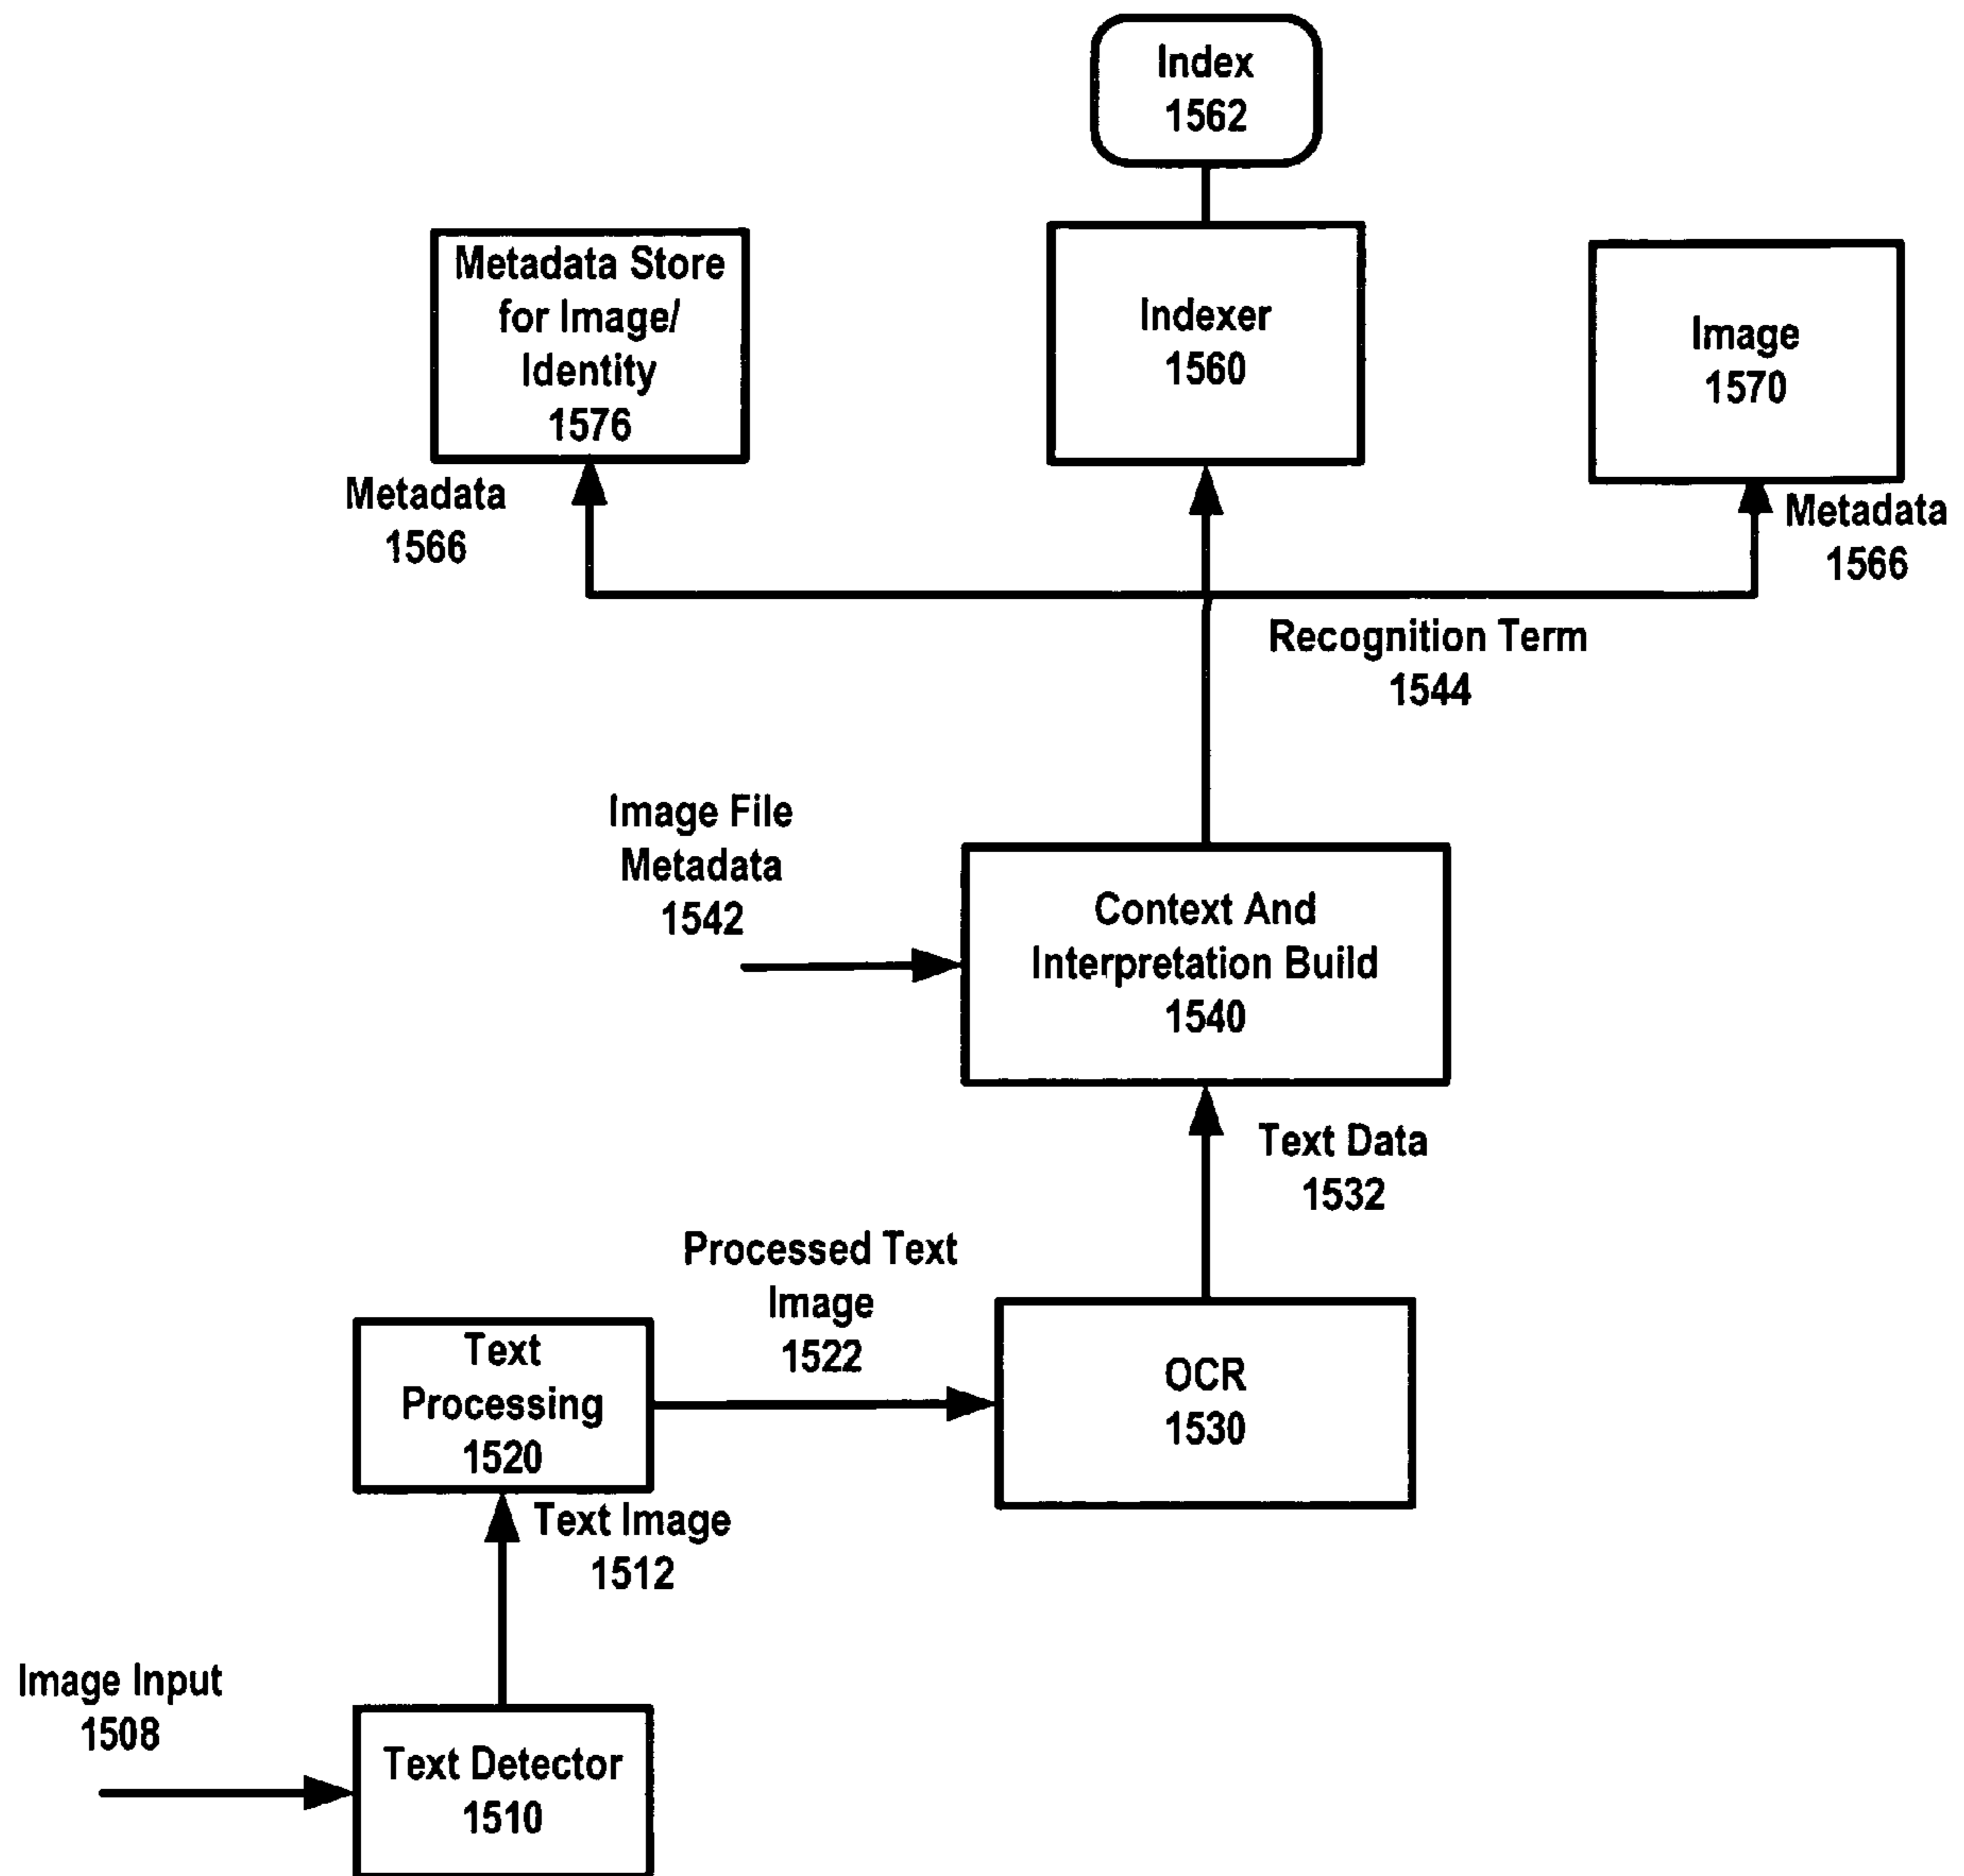 Index
1562
Metadata Store
for Image/
Identity
1576
Indexer
1560
Image
1570
Metadata
1566
Metadata
1566
Recognition Term
1544
Image File
Metadata
1542
Context And
Interpretation Build
1540
Text Data
1532
Processed Text
Image
1522
Text
Processing
1520
OCR
1530
Text Image
1512
Image Input
1508
Text Detector
1510